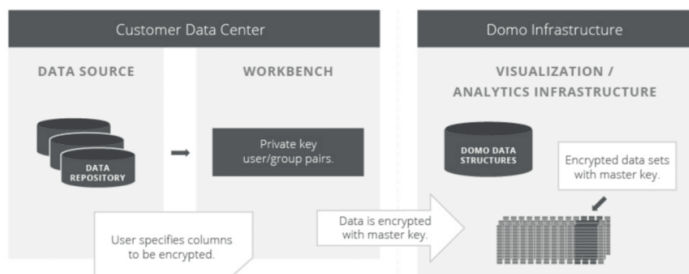 Customer Data Center
DATA SOURCE
DATA
REPOSITORY
WORKBENCH
Private key
user/group pairs.
User specifies columns
to be encrypted.
Data is encrypted
with master key.
Domo Infrastructure
VISUALIZATION /
ANALYTICS INFRASTRUCTURE
DOMO DATA
STRUCTURES
Encrypted data sets
with master key.